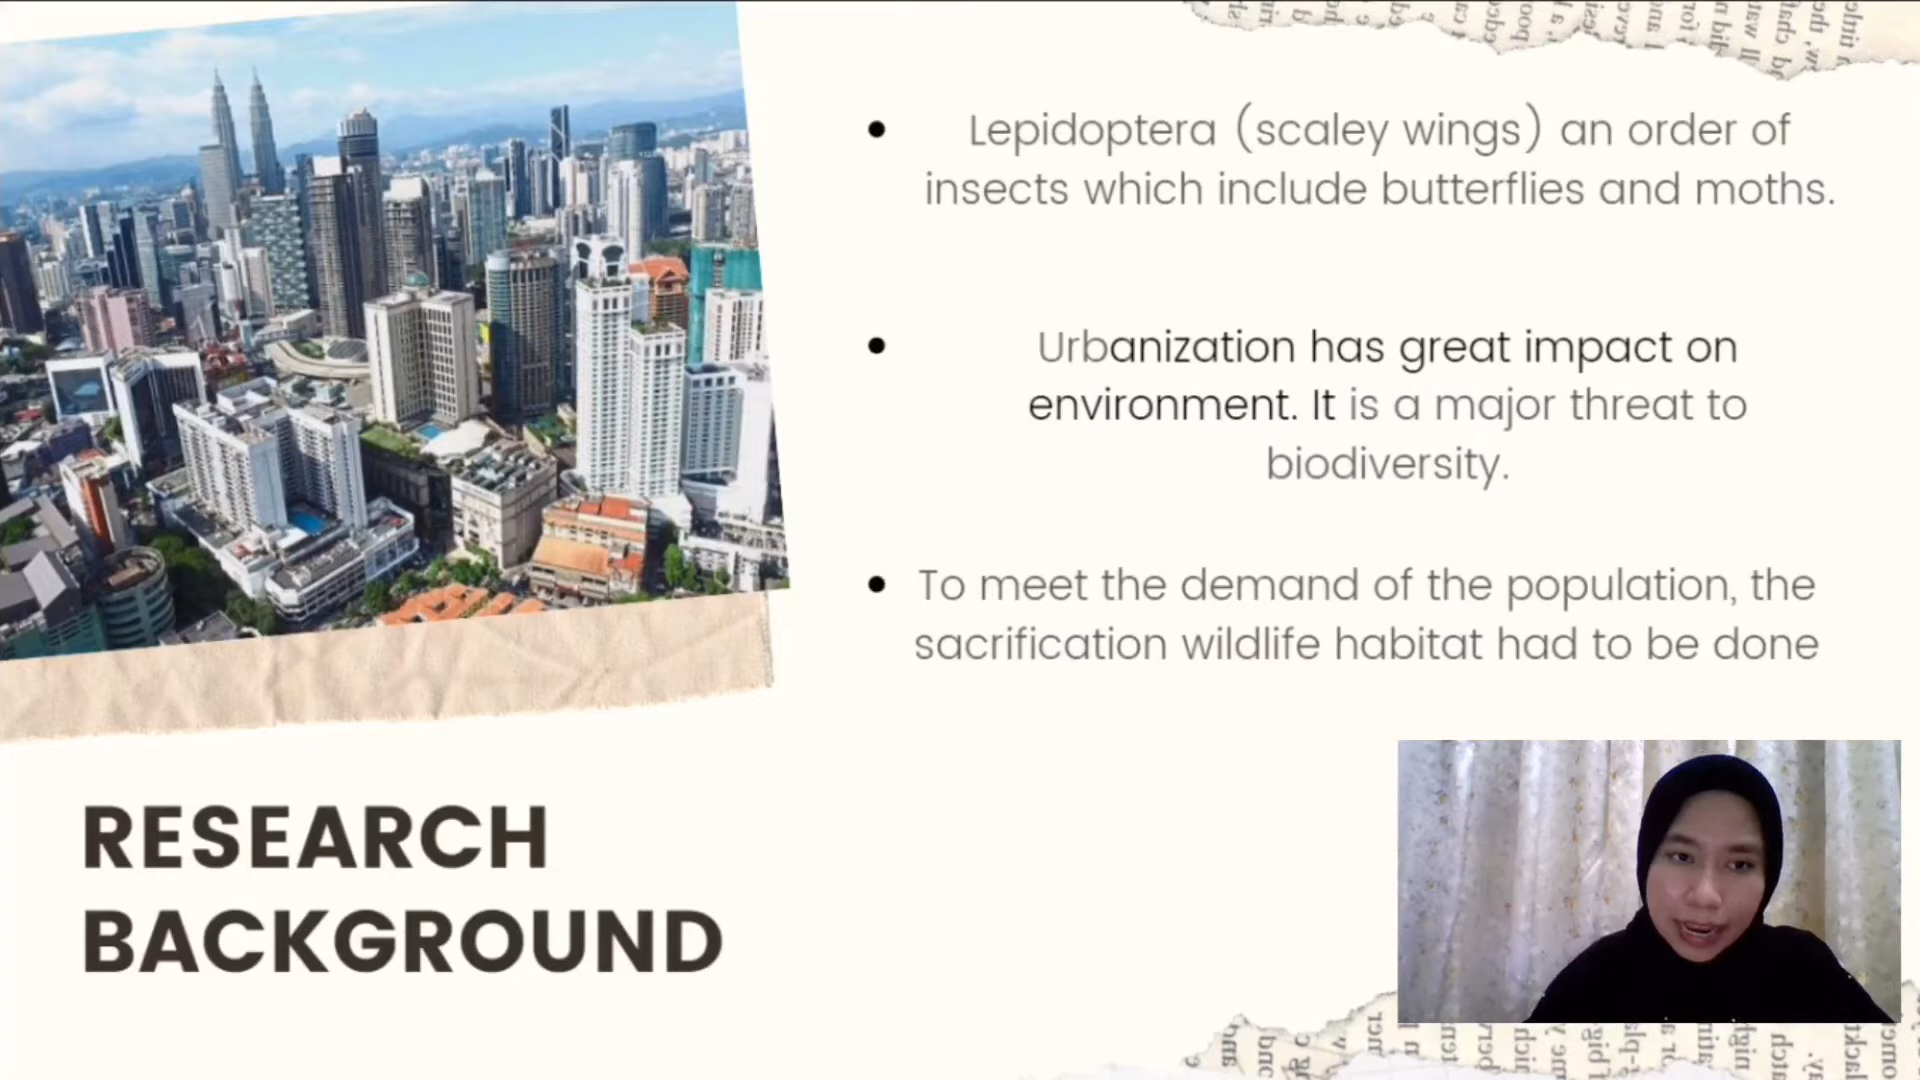 Lepidoptera (scaley wings) an order of
insects which include butterflies and moths.
Urbanization has great impact on
environment. It is a major threat to
biodiversity.
To meet the demand of the population, the
sacrification wildlife habitat had to be done
RESEARCH
BACKGROUND